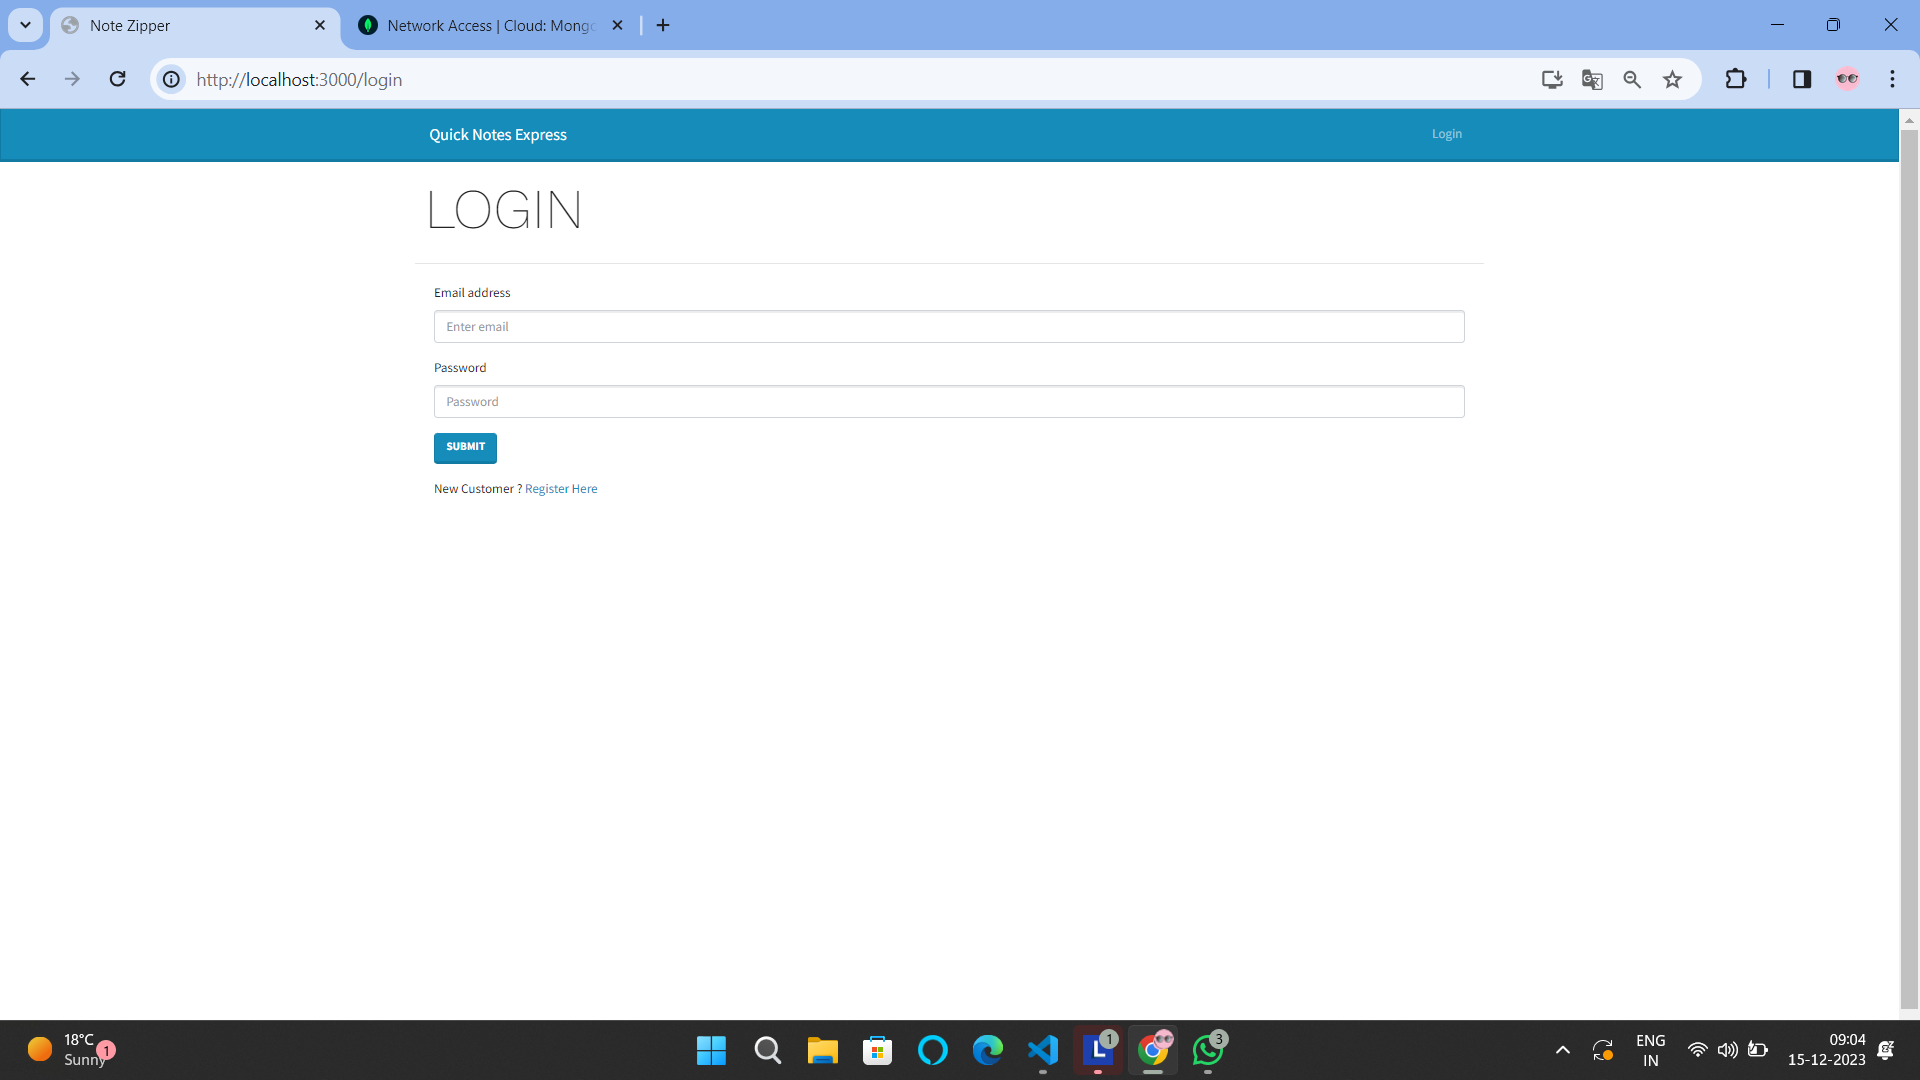 Note Zipper
Network Access | Cloud: Mong
http://localhost:3000/login
Quick Notes Express
Login
LOGIN
Email address
Enter email
Password
Password
SUBMIT
New Customer ? Register Here
18°C
Sunny
1
1
3
ENG
IN
09:04
15-12-2023